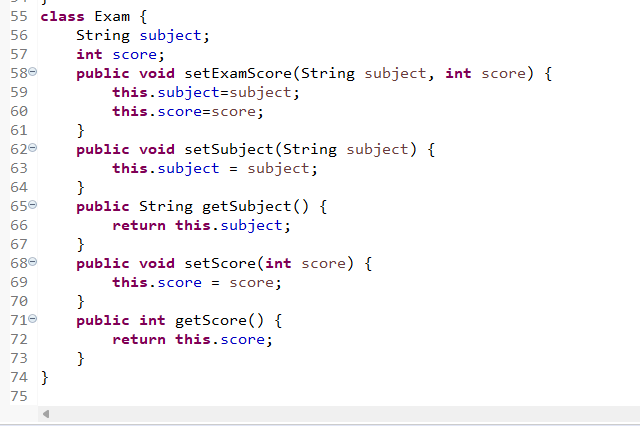 55 class Exam {
56     String subject;
57     int score;
58     public void setExamScore(String subject, int score) {
59         this.subject=subject;
60         this.score=score;
61     }
62     public void setSubject(String subject) {
63         this.subject = subject;
64     }
65     public String getSubject() {
66         return this.subject;
67     }
68     public void setScore(int score) {
69         this.score = score;
70     }
71     public int getScore() {
72         return this.score;
73     }
74 }
75